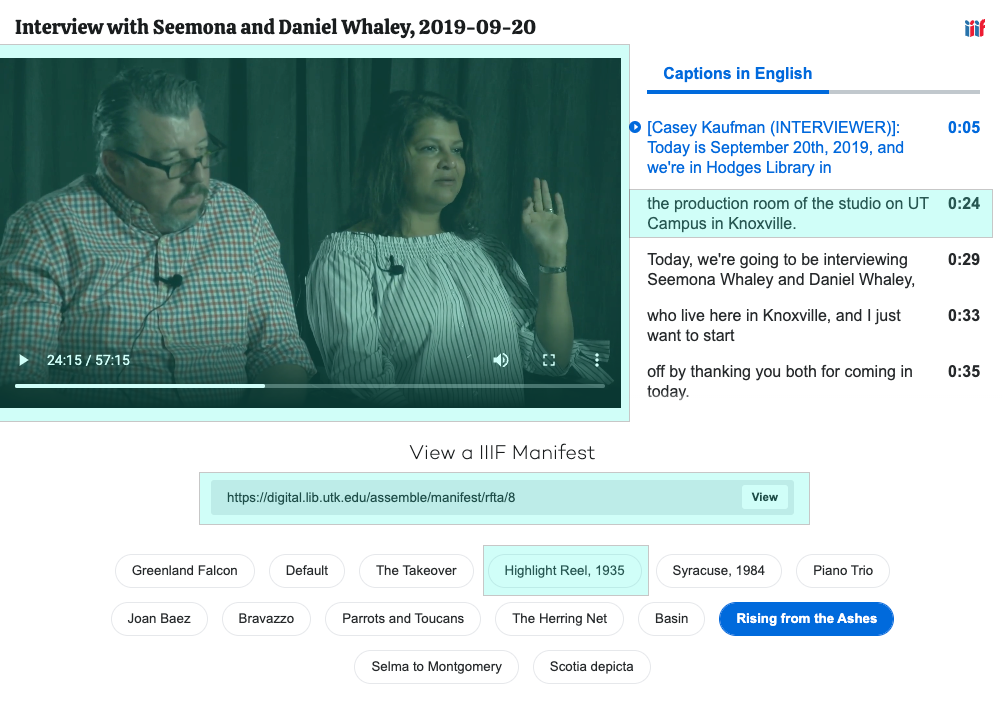 Interview with Seemona and Daniel Whaley, 2019-09-20
iiif
Captions in English
[Casey Kaufman (INTERVIEWER)]: 0:05
Today is September 20th, 2019, and
we're in Hodges Library in
the production room of the studio on UT 0:24
Campus in Knoxville.
Today, we're going to be interviewing 0:29
Seemona Whaley and Daniel Whaley,
who live here in Knoxville, and I just 0:33
want to start
off by thanking you both for coming in 0:35
today.
24:15 / 57:15
View a IIIF Manifest
https://digital.lib.utk.edu/assemble/manifest/rfta/8 View
Greenland Falcon Default The Takeover Highlight Reel, 1935 Syracuse, 1984 Piano Trio
Joan Baez Bravazzo Parrots and Toucans The Herring Net Basin Rising from the Ashes
Selma to Montgomery Scotia depicta